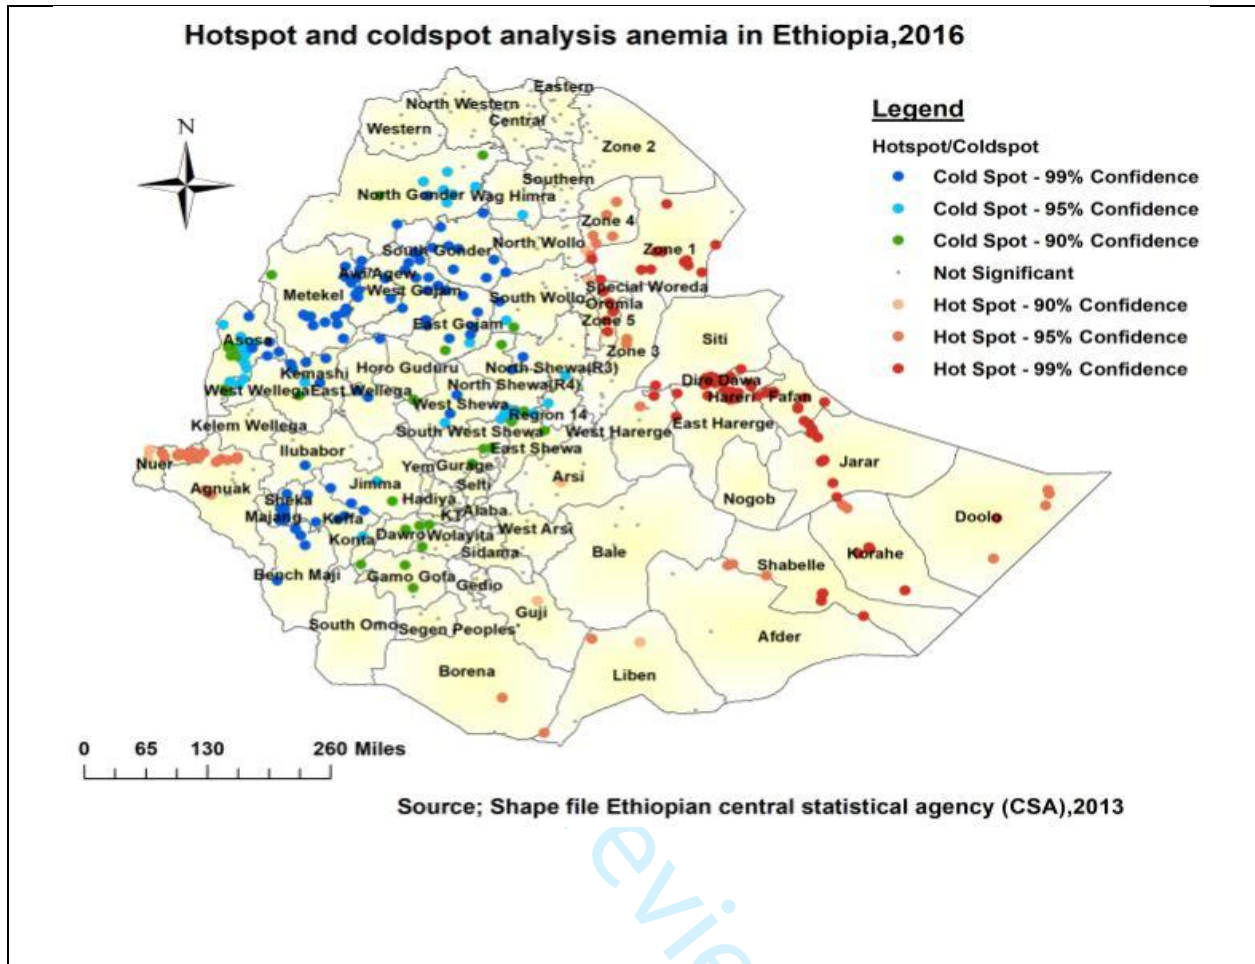 Hotspot and coldspot analysis anemia in Ethiopia,2016
N
Legend
Hotspot/Coldspot
Cold Spot - 99% Confidence
Cold Spot - 95% Confidence
Cold Spot - 90% Confidence
Not Significant
Hot Spot - 90% Confidence
Hot Spot - 95% Confidence
Hot Spot - 99% Confidence
Eastern
North Western
Central
Western
Zone 2
Southern
North Gonder
Wag Himra
Zone 4
North Wollo
Zone 1
South Gonder
Awi/Agew
West Gojam
Metekel
South Wollo
Special Woreda
Oromia
Zone 5
East Gojam
Asosa
Zone 3
Siti
Horo Guduru
North Shewa(R3)
Kemashi
North Shewa(R4)
Dire Dawa
West Wellega
East Wellega
Hareri
Fafan
West Shewa
Region 14
Kelem Wellega
South West Shewa
West Harerge
East Harerge
East Shewa
Ilubabor
Nuer
Yem
Gurage
Jarar
Arsi
Agnuak
Jimma
Selti
Sheka
Hadiya
Nogob
Majang
Keffa
KT
Alaba
Doolo
Konta
Dawro
Wolayita
West Arsi
Sidama
Bale
Korahe
Shabelle
Bench Maji
Gamo Gofa
Gedio
Guji
South Omo
Segen Peoples'
Afder
Borena
Liben
0 65 130 260 Miles
Source; Shape file Ethiopian central statistical agency (CSA),2013
evie